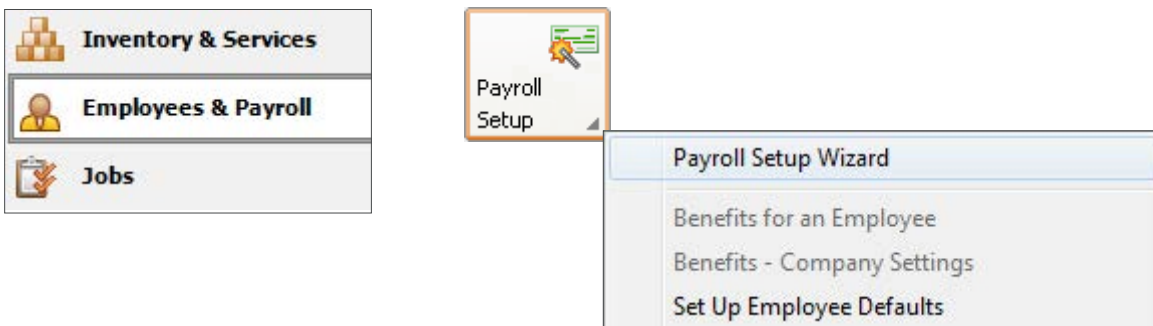 Inventory & Services
Employees & Payroll
Jobs
Payroll
Setup
Payroll Setup Wizard
Benefits for an Employee
Benefits - Company Settings
Set Up Employee Defaults